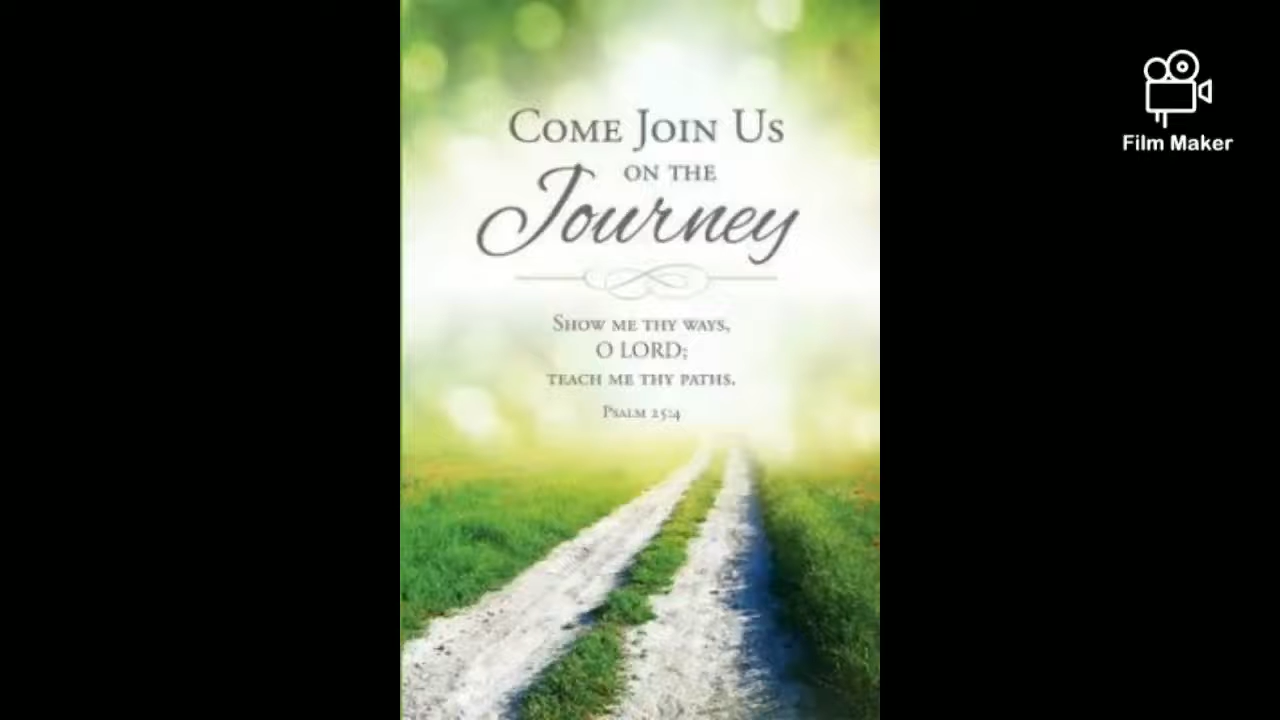 Come Join Us
on the
Journey
Show me thy ways,
O LORD;
teach me thy paths.
Psalm 25:4
Film Maker